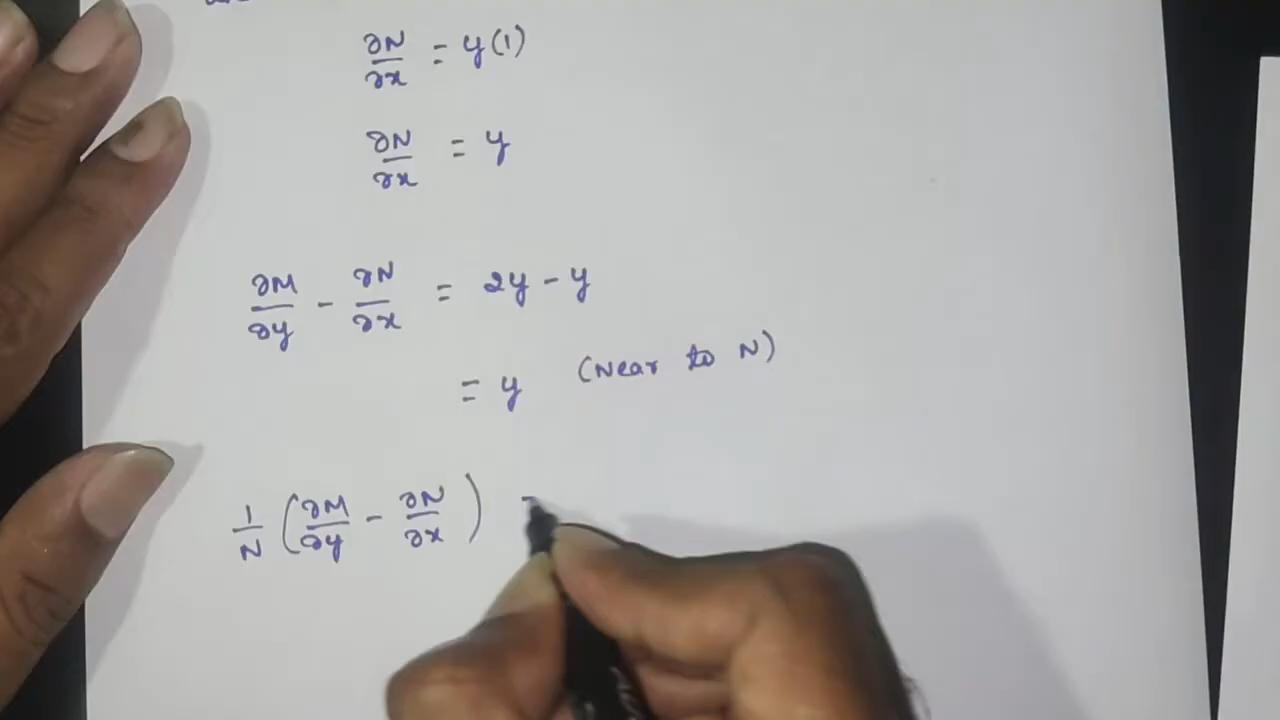 ∂N/∂x = y(1)
∂N/∂x = y
∂M/∂y - ∂N/∂x = 2y - y
= y (Near to N)
1/N (∂M/∂y - ∂N/∂x)